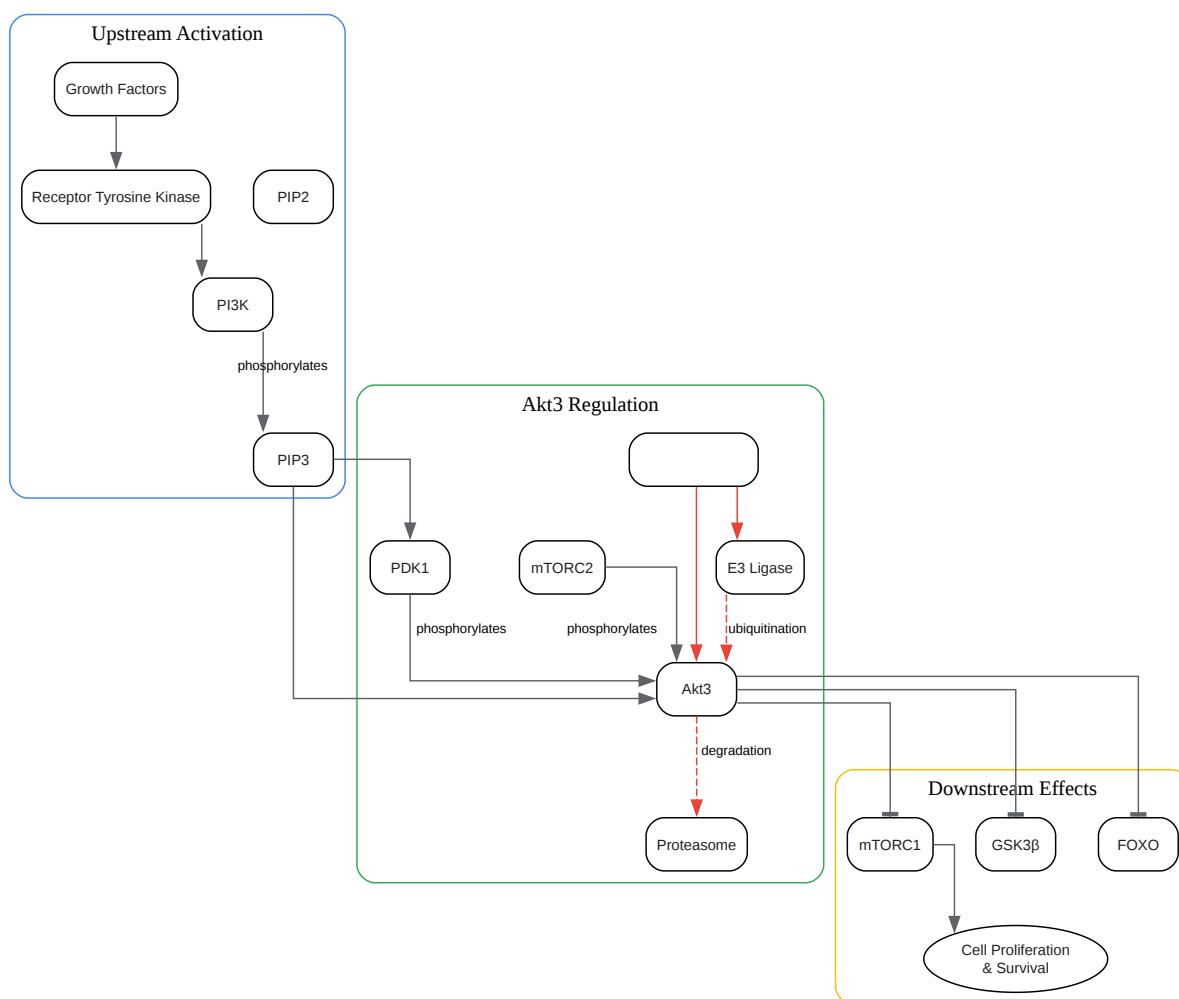 Upstream Activation
Growth Factors
Receptor Tyrosine Kinase
PIP2
PI3K
phosphorylates
PIP3
Akt3 Regulation
PDK1
mTORC2
E3 Ligase
phosphorylates
phosphorylates
ubiquitination
Akt3
degradation
Proteasome
Downstream Effects
mTORC1
GSK3β
FOXO
Cell Proliferation
& Survival